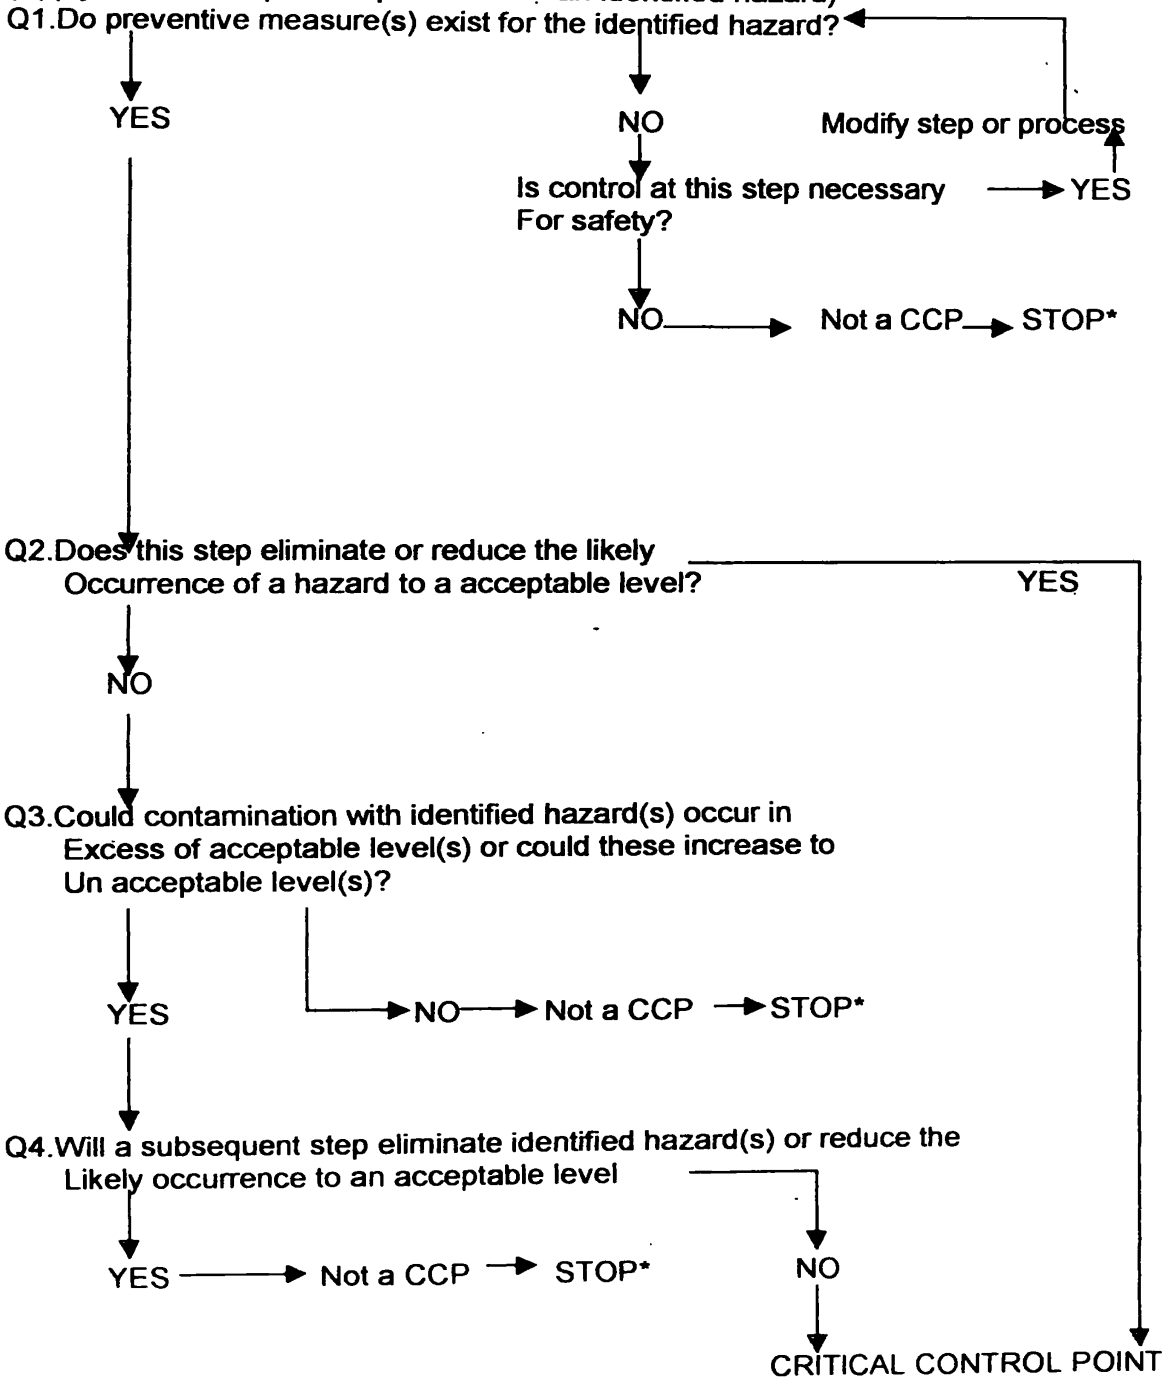 identified hazard)
Q1.Do preventive measure(s) exist for the identified hazard?
YES
NO
Modify step or process
Is control at this step necessary
For safety?
YES
NO
Not a CCP
STOP*
Q2.Does this step eliminate or reduce the likely
Occurrence of a hazard to a acceptable level?
YES
NO
Q3.Could contamination with identified hazard(s) occur in
Excess of acceptable level(s) or could these increase to
Un acceptable level(s)?
YES
NO
Not a CCP
STOP*
Q4.Will a subsequent step eliminate identified hazard(s) or reduce the
Likely occurrence to an acceptable level
YES
Not a CCP
STOP*
NO
CRITICAL CONTROL POINT